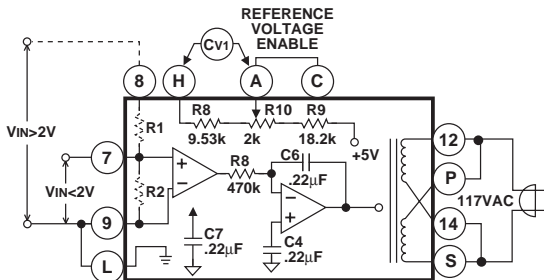 REFERENCE
VOLTAGE
ENABLE
CV1
8 H A C
R8 R10 R9
9.53k 2k 18.2k
+5V
R1
VIN>2V
7
VIN<2V
R2
9
L
+
−
R8
470k
C6
.22µF
−
+
C7
.22µF
C4
.22µF
12
P
117VAC
14
S